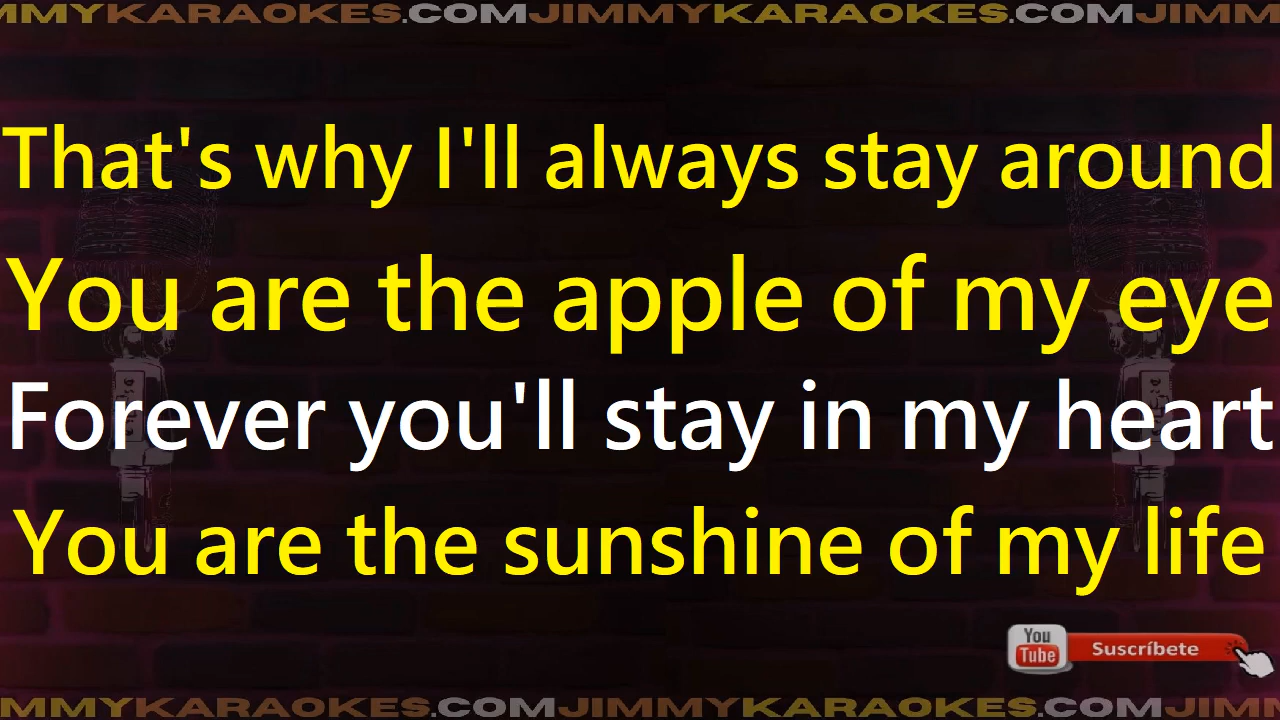 JIMMYKARAOKES.COMJIMMYKARAOKES.COMJIMM
That's why I'll always stay around
You are the apple of my eye
Forever you'll stay in my heart
You are the sunshine of my life
You
Tube
Suscríbete
MMYKARAOKES.COMJIMMYKARAOKES.COMJIMM